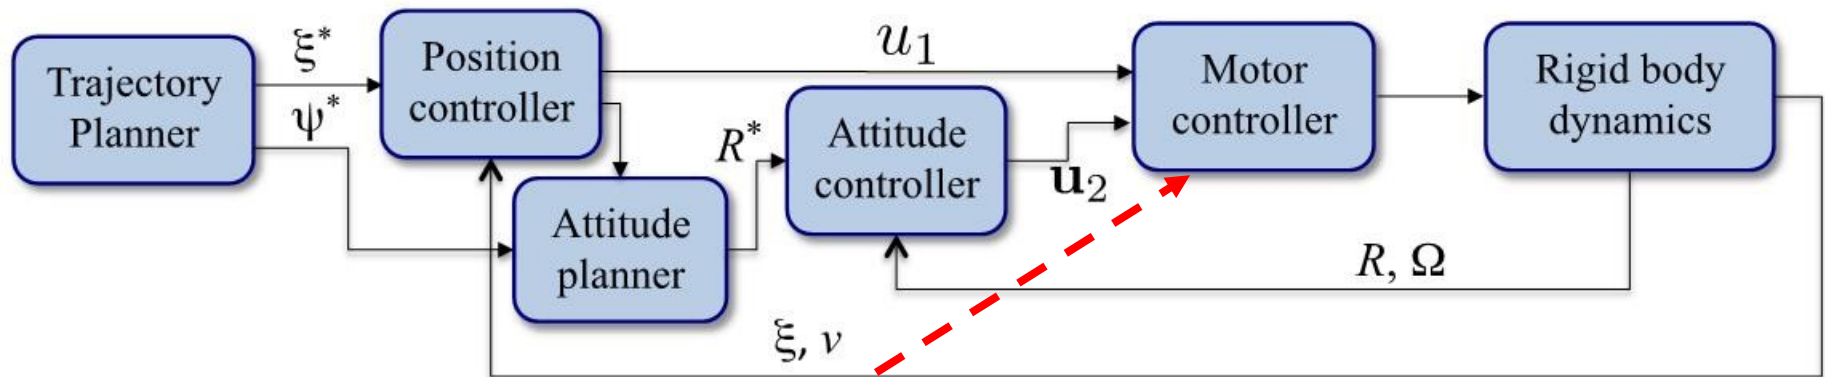 Trajectory
Planner
ξ*
ψ*
Position
controller
u₁
Attitude
planner
R*
Attitude
controller
u₂
Motor
controller
Rigid body
dynamics
R, Ω
ξ, v